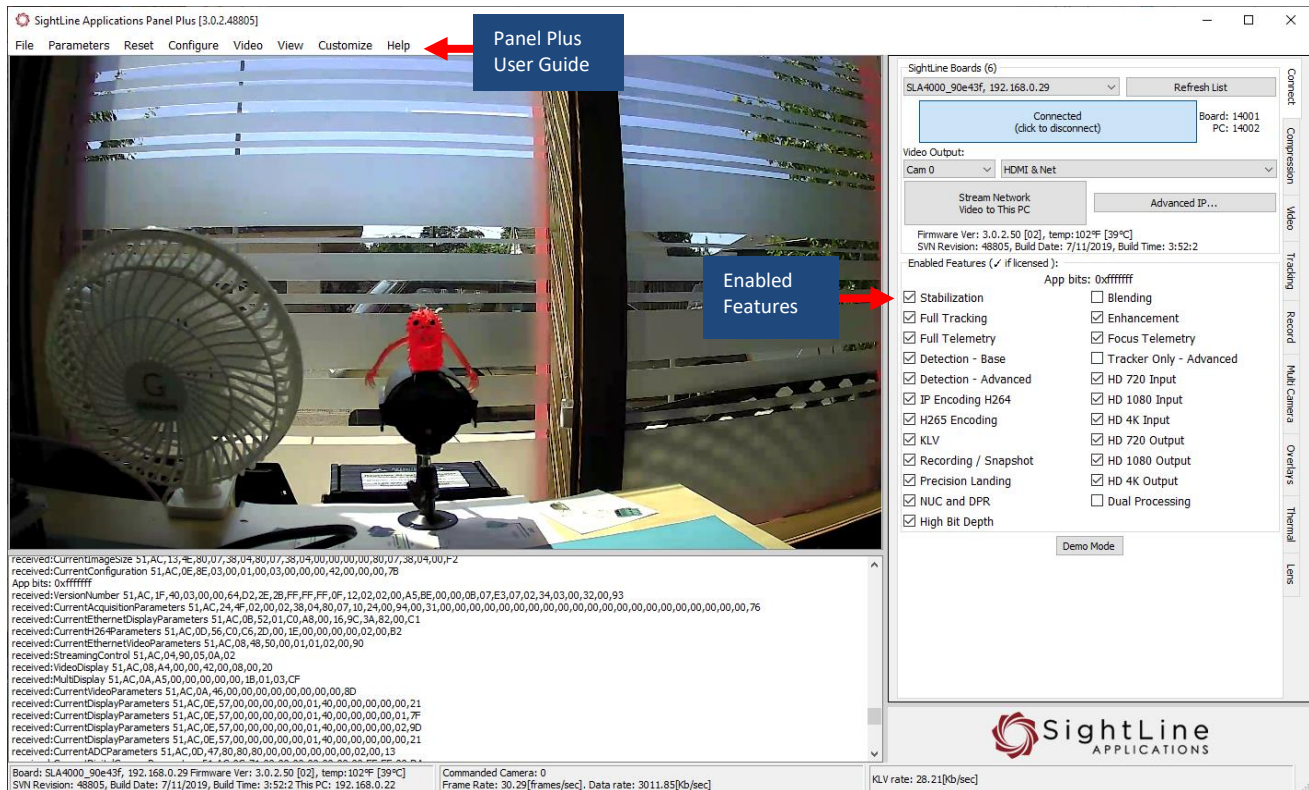 SightLine Applications Panel Plus [3.0.2.48805]
File Parameters Reset Configure Video View Customize Help
Panel Plus
User Guide
SightLine Boards (6)
SLA4000_90e43f, 192.168.0.29
Refresh List
Connected
(click to disconnect)
Board: 14001
PC: 14002
Video Output:
Cam 0
HDMI & Net
Stream Network
Video to This PC
Advanced IP...
Firmware Ver: 3.0.2.50 [02], temp:102°F [39°C]
SVN Revision: 48805, Build Date: 7/11/2019, Build Time: 3:52:2
Enabled Features (✓ if licensed ):
App bits: 0xfffffff
Enabled
Features
Stabilization
Full Tracking
Full Telemetry
Detection - Base
Detection - Advanced
IP Encoding H264
H265 Encoding
KLV
Recording / Snapshot
Precision Landing
NUC and DPR
High Bit Depth
Blending
Enhancement
Focus Telemetry
Tracker Only - Advanced
HD 720 Input
HD 1080 Input
HD 4K Input
HD 720 Output
HD 1080 Output
HD 4K Output
Dual Processing
Demo Mode
Connect
Compression
Video
Tracking
Record
Multi Camera
Overlays
Thermal
Lens
received:CurrentImageSize 51,AC,13,4E,80,07,38,04,80,07,38,04,00,00,00,00,80,07,38,04,00,F2
received:CurrentConfiguration 51,AC,0E,8E,03,00,01,00,03,00,00,00,42,00,00,00,7B
App bits: 0xfffffff
received:VersionNumber 51,AC,1F,40,03,00,00,64,D2,2E,2B,FF,FF,FF,0F,12,02,02,00,A5,BE,00,00,0B,07,E3,07,02,34,03,00,32,00,93
received:CurrentAcquisitionParameters 51,AC,24,4F,02,00,02,38,04,80,07,10,24,00,94,00,31,00,00,00,00,00,00,00,00,00,00,00,00,00,00,00,00,00,00,00,00,00,76
received:CurrentEthernetDisplayParameters 51,AC,0B,52,01,C0,A8,00,16,9C,3A,82,00,C1
received:CurrentH264Parameters 51,AC,0D,56,C0,C6,2D,00,1E,00,00,00,00,02,00,B2
received:CurrentEthernetVideoParameters 51,AC,08,48,50,00,01,01,02,00,90
received:StreamingControl 51,AC,04,90,05,0A,02
received:VideoDisplay 51,AC,08,A4,00,00,42,00,08,00,20
received:MultiDisplay 51,AC,0A,A5,00,00,00,00,00,1B,01,03,CF
received:CurrentVideoParameters 51,AC,0A,46,00,00,00,00,00,00,00,00,8D
received:CurrentDisplayParameters 51,AC,0E,57,00,00,00,00,00,01,40,00,00,00,00,00,21
received:CurrentDisplayParameters 51,AC,0E,57,00,00,00,00,00,01,40,00,00,00,00,01,7F
received:CurrentDisplayParameters 51,AC,0E,57,00,00,00,00,00,01,40,00,00,00,00,02,9D
received:CurrentDisplayParameters 51,AC,0E,57,00,00,00,00,00,01,40,00,00,00,00,00,21
received:CurrentADCParameters 51,AC,0D,47,80,80,80,00,00,00,00,00,00,02,00,13
SightLine
APPLICATIONS
Board: SLA4000_90e43f, 192.168.0.29 Firmware Ver: 3.0.2.50 [02], temp:102°F [39°C]
SVN Revision: 48805, Build Date: 7/11/2019, Build Time: 3:52:2 This PC: 192.168.0.22
Commanded Camera: 0
Frame Rate: 30.29[frames/sec], Data rate: 3011.85[Kb/sec]
KLV rate: 28.21[Kb/sec]